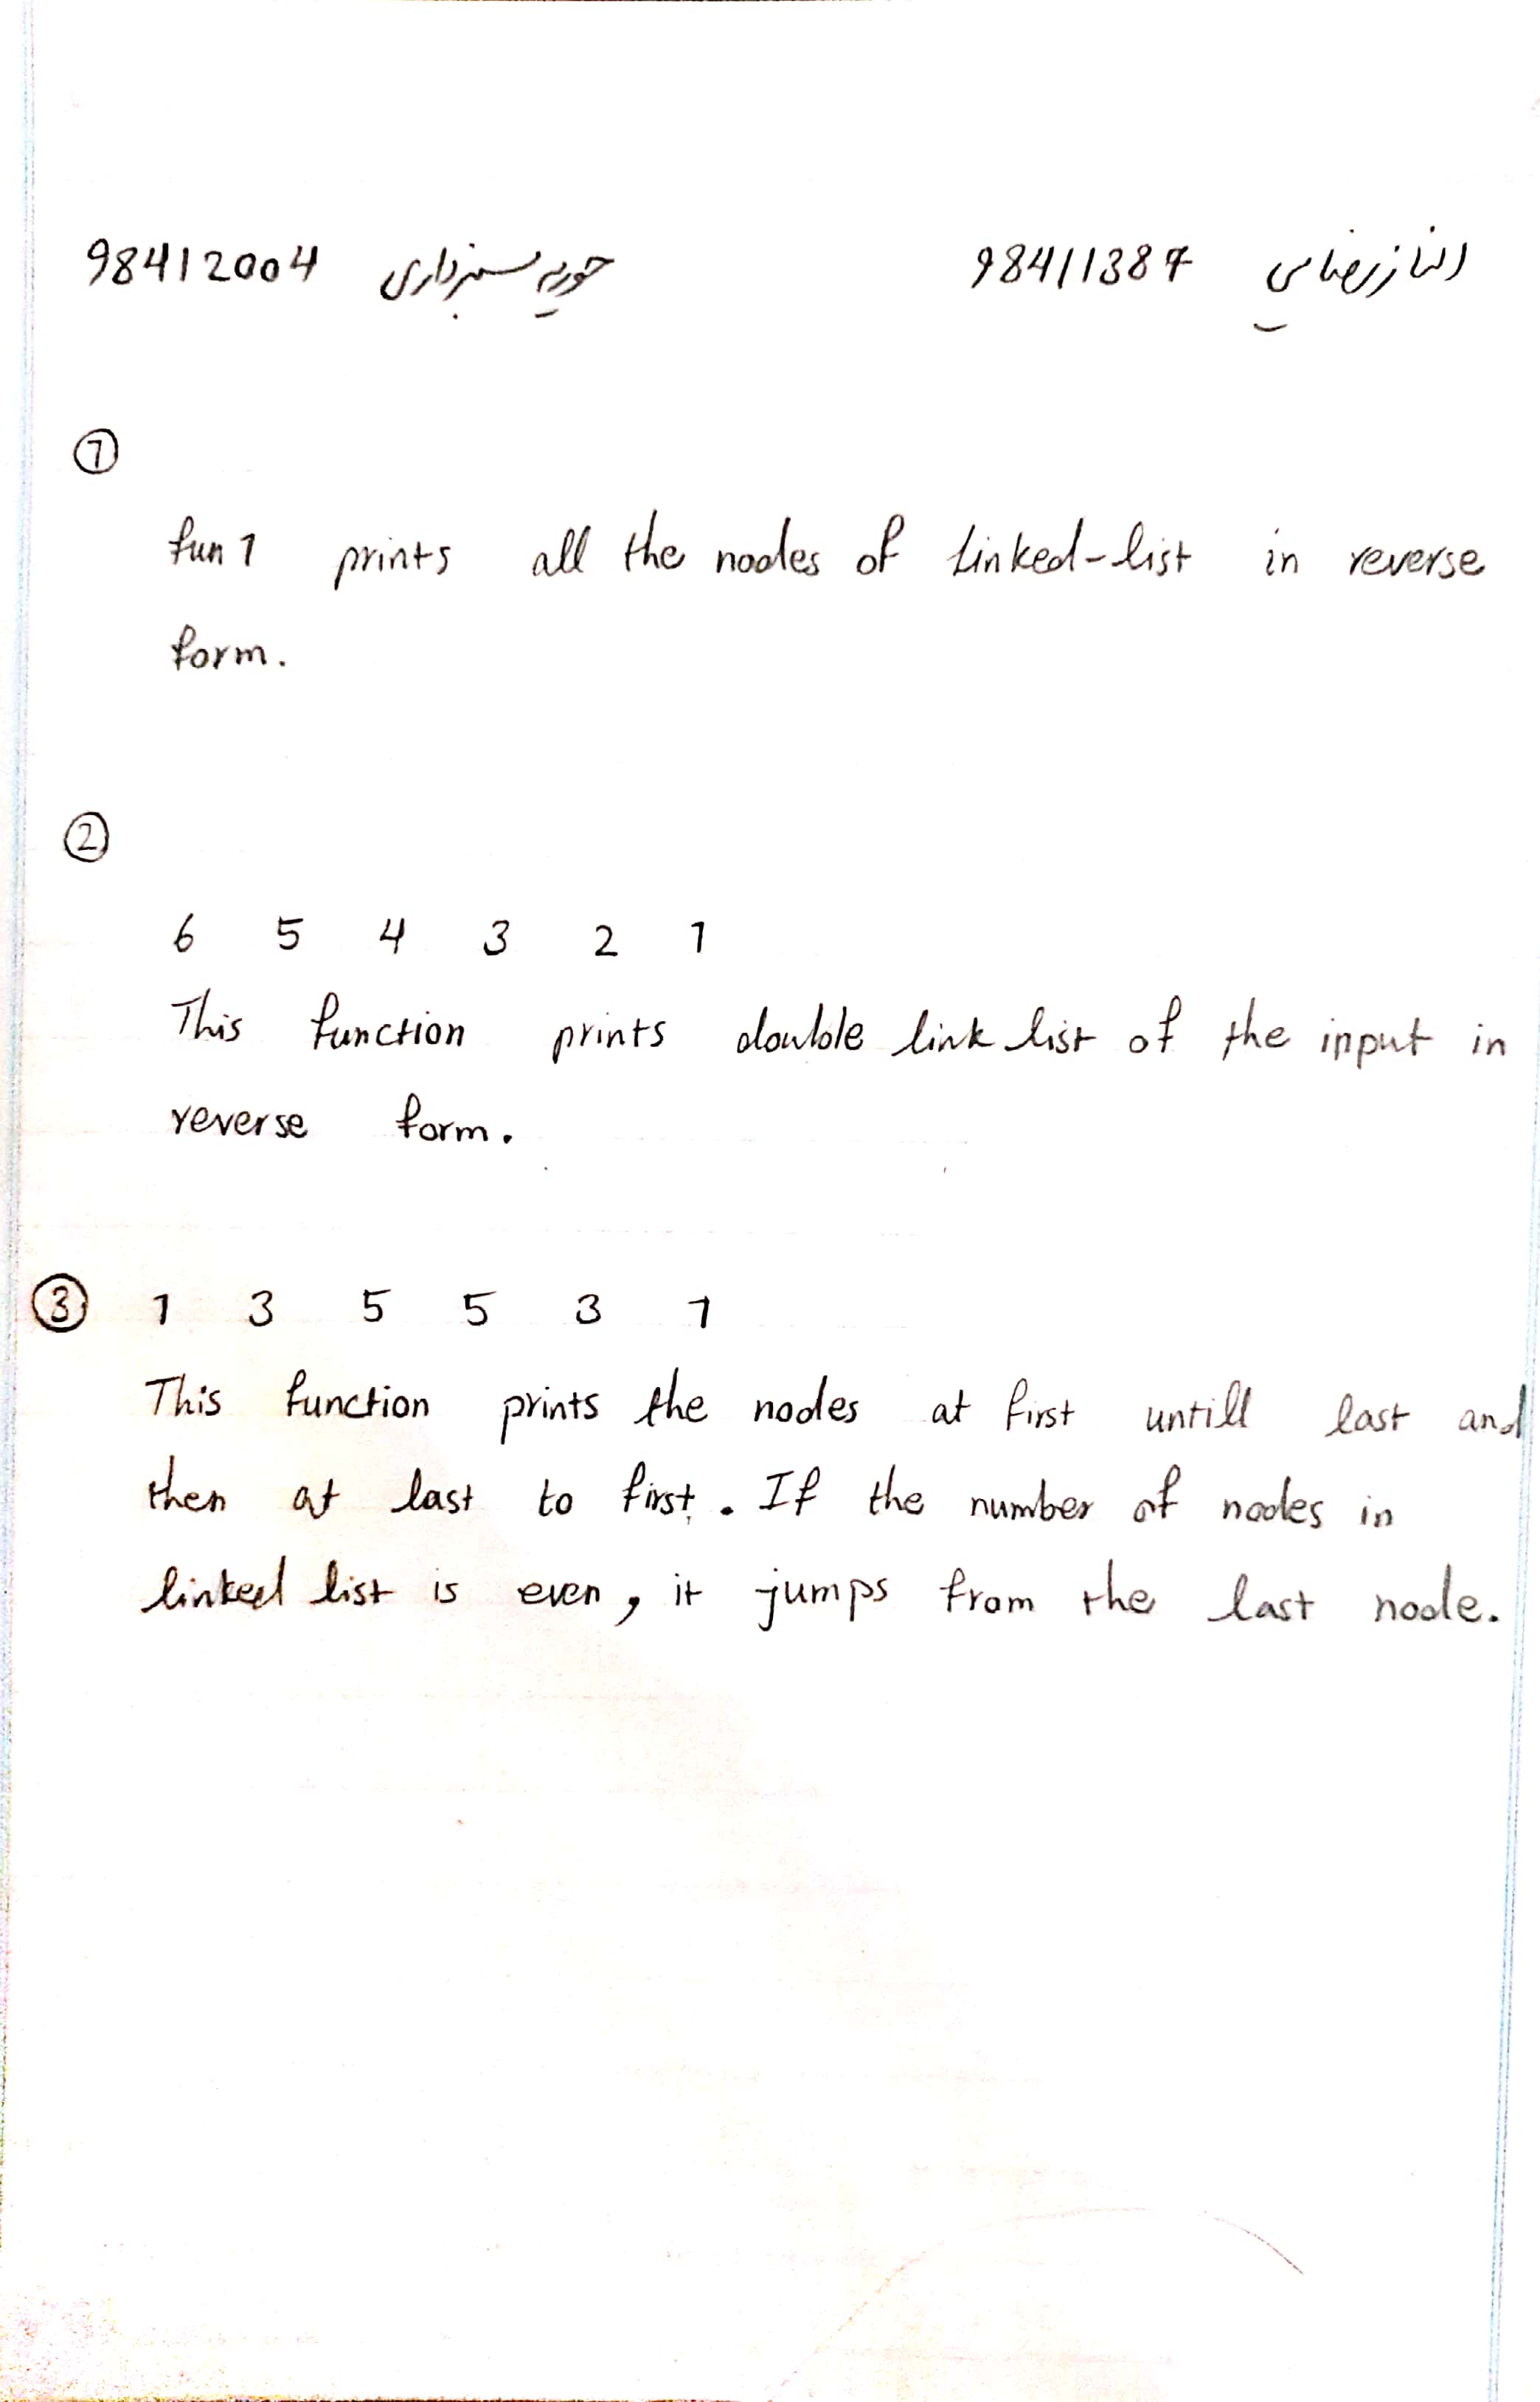 98412004 حوریه سبزداری 98411387 الناز رضایی
1
fun 1 prints all the nodes of Linked-list in reverse
form.
2
6 5 4 3 2 1
This function prints double link list of the input in
reverse form.
3 1 3 5 5 3 1
This function prints the nodes at first untill last and
then at last to first. If the number of nodes in
linked list is even, it jumps from the last node.